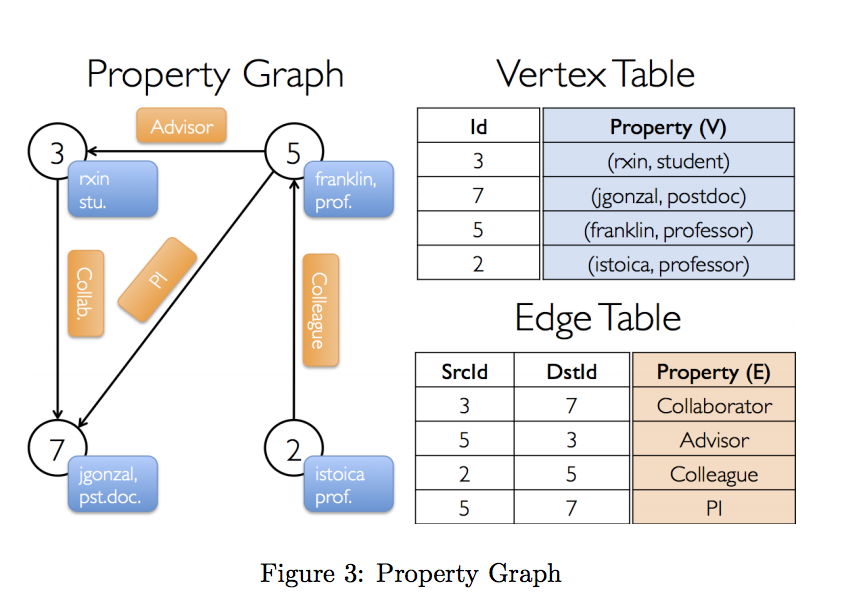 Property Graph
3
Advisor
5
rxin
stu.
franklin,
prof.
Collab.
PI
Colleague
7
jgonzal,
pst.doc.
2
istoica
prof.
Vertex Table
Id Property (V)
3 (rxin, student)
7 (jgonzal, postdoc)
5 (franklin, professor)
2 (istoica, professor)
Edge Table
SrcId DstId Property (E)
3 7 Collaborator
5 3 Advisor
2 5 Colleague
5 7 PI
Figure 3: Property Graph